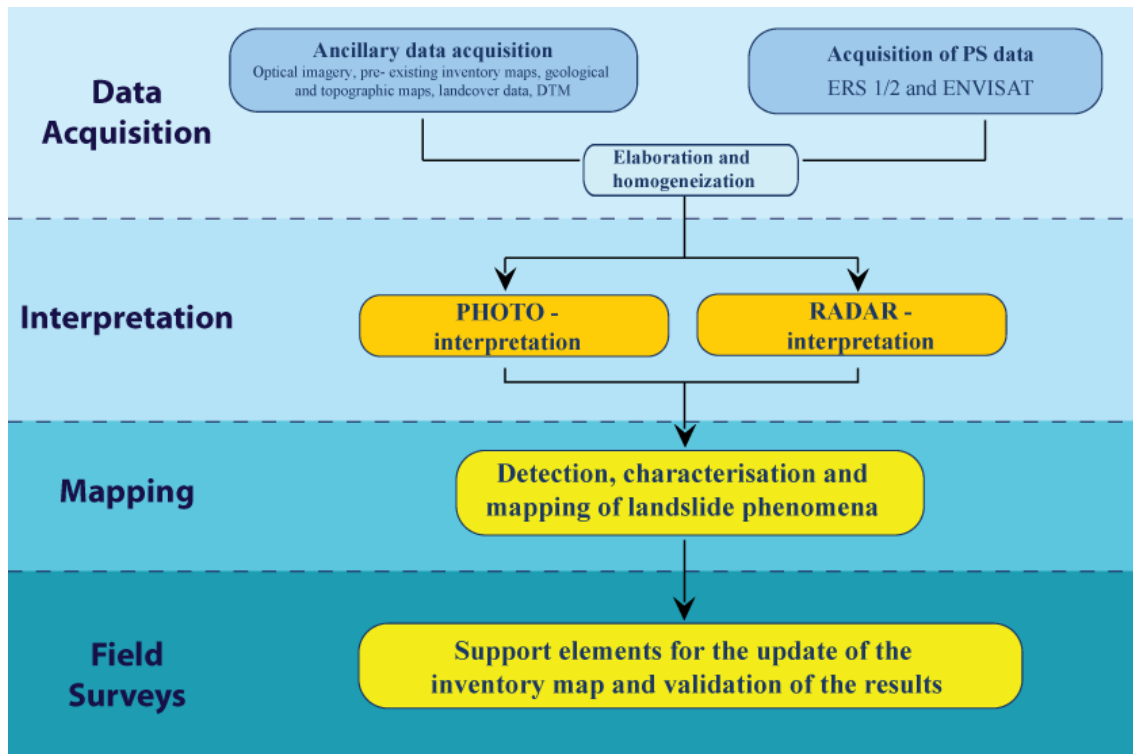 Data
Acquisition
Ancillary data acquisition
Optical imagery, pre- existing inventory maps, geological
and topographic maps, landcover data, DTM
Acquisition of PS data
ERS 1/2 and ENVISAT
Elaboration and
homogeneization
Interpretation
PHOTO -
interpretation
RADAR -
interpretation
Mapping
Detection, characterisation and
mapping of landslide phenomena
Field
Surveys
Support elements for the update of the
inventory map and validation of the results